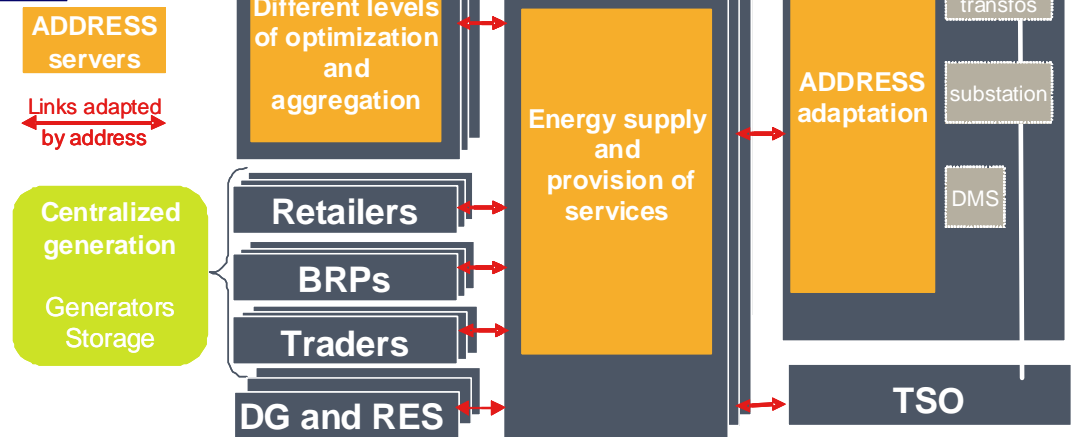 ADDRESS
servers
Links adapted
by address
Centralized
generation
Generators
Storage
Different levels
of optimization
and
aggregation
Retailers
BRPs
Traders
DG and RES
Energy supply
and
provision of
services
ADDRESS
adaptation
transfos
substation
DMS
TSO